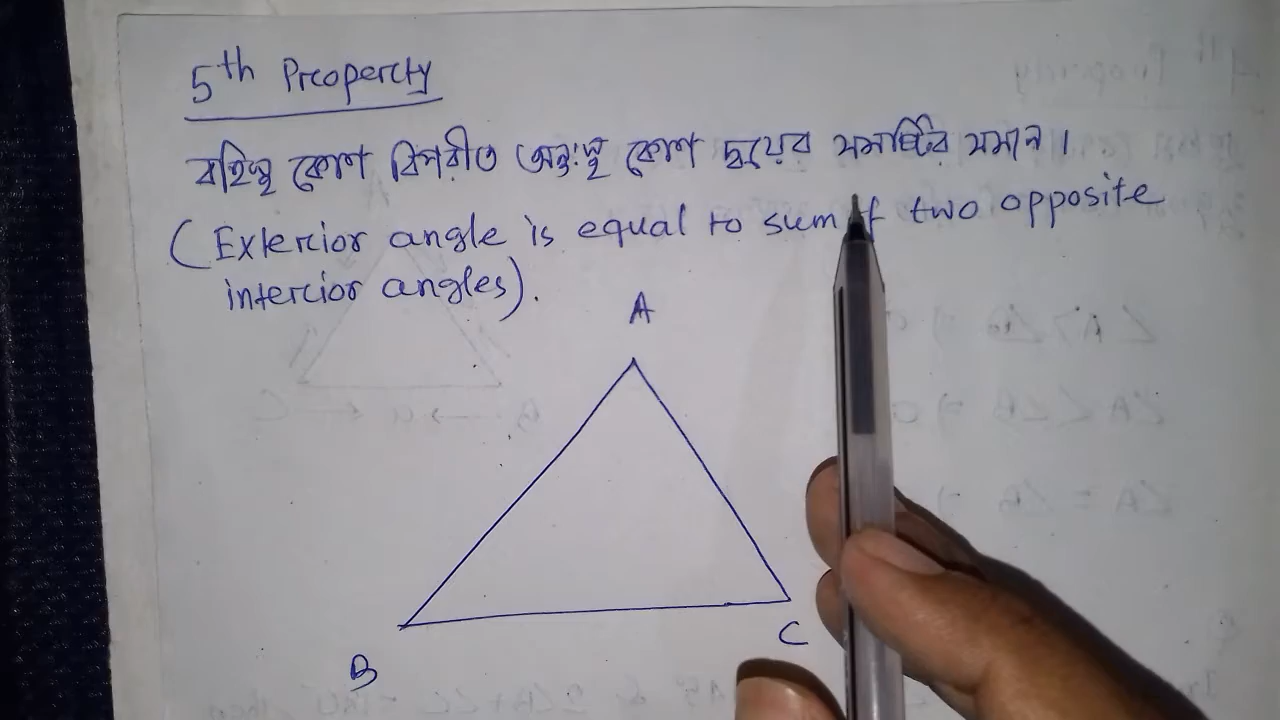 5th Property
বহিঃস্থ কোণ বিপরীত অন্তঃস্থ কোণ দ্বয়ের সমষ্টির সমান।
(Exterior angle is equal to sum of two opposite
interior angles).
A
B
C